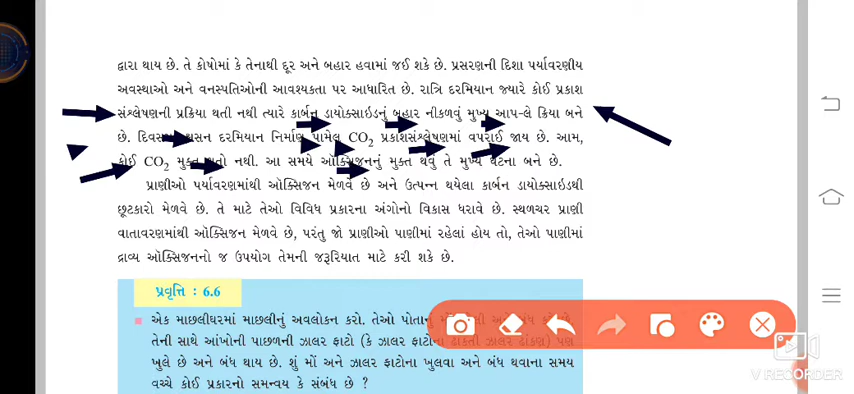 દ્વારા થાય છે. તે કોષોમાં કે તેનાથી દૂર અને બહાર હવામાં જઈ શકે છે. પ્રસરણની દિશા પર્યાવરણીય
અવસ્થાઓ અને વનસ્પતિઓની આવશ્યકતા પર આધારિત છે. રાત્રિ દરમિયાન જ્યારે કોઈ પ્રકાશ
સંશ્લેષણની પ્રક્રિયા થતી નથી ત્યારે કાર્બન ડાયોક્સાઇડનું બહાર નીકળવું મુખ્ય આપ-લે ક્રિયા બને
છે. દરમિયાન નિર્માણ પામેલ CO2 પ્રકાશસંશ્લેષણમાં વપરાઈ જાય છે. આમ,
કોઈ CO2 મુક્ત થતો નથી. આ સમયે ઑક્સિજનનું મુક્ત થવું તે મુખ્ય ઘટના બને છે.
પ્રાણીઓ પર્યાવરણમાંથી ઑક્સિજન મેળવે છે અને ઉત્પન્ન થયેલા કાર્બન ડાયોક્સાઇડથી
છૂટકારો મેળવે છે. તે માટે તેઓ વિવિધ પ્રકારના અંગોનો વિકાસ ધરાવે છે. સ્થળચર પ્રાણી
વાતાવરણમાંથી ઑક્સિજન મેળવે છે, પરંતુ જો પ્રાણીઓ પાણીમાં રહેલાં હોય તો, તેઓ પાણીમાં
દ્રાવ્ય ઑક્સિજનનો જ ઉપયોગ તેમની જરૂરિયાત માટે કરી શકે છે.
પ્રવૃત્તિ : 6.6
એક માછલીઘરમાં માછલીનું અવલોકન કરો. તેઓ પોતાનું
તેની સાથે આંખોની પાછળની ઝાલર ફાટો (કે ઝાલર ફાટોના ઢાંકતી ઝાલર ઢાંકણ) પણ
ખુલે છે અને બંધ થાય છે. શું મોં અને ઝાલર ફાટોના ખુલવા અને બંધ થવાના સમય
વચ્ચે કોઈ પ્રકારનો સમન્વય કે સંબંધ છે ?
V RECORDER